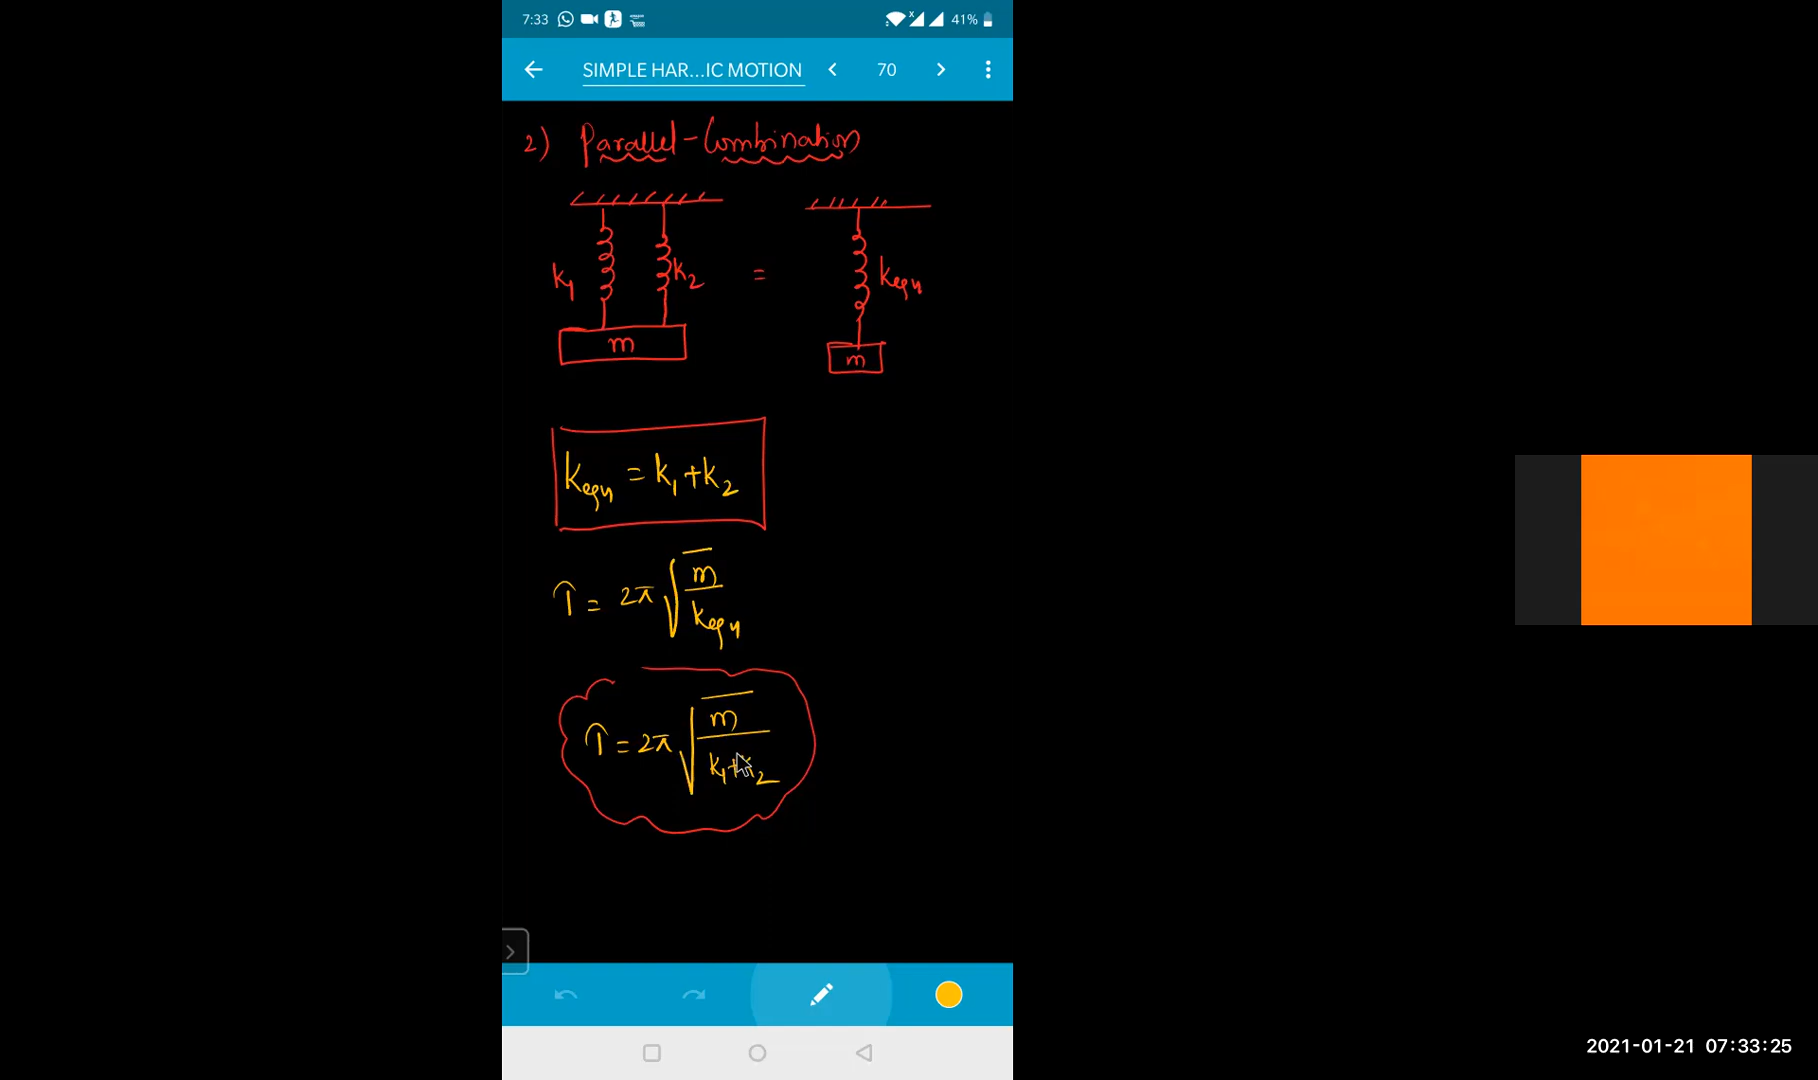 7:33 41%
SIMPLE HAR...IC MOTION 70
2) Parallel-Combination
k₁ k₂ = keqn
m m
keqn = k₁+k₂
T = 2π√(m/keqn)
T = 2π√(m/(k₁+k₂))
2021-01-21 07:33:25